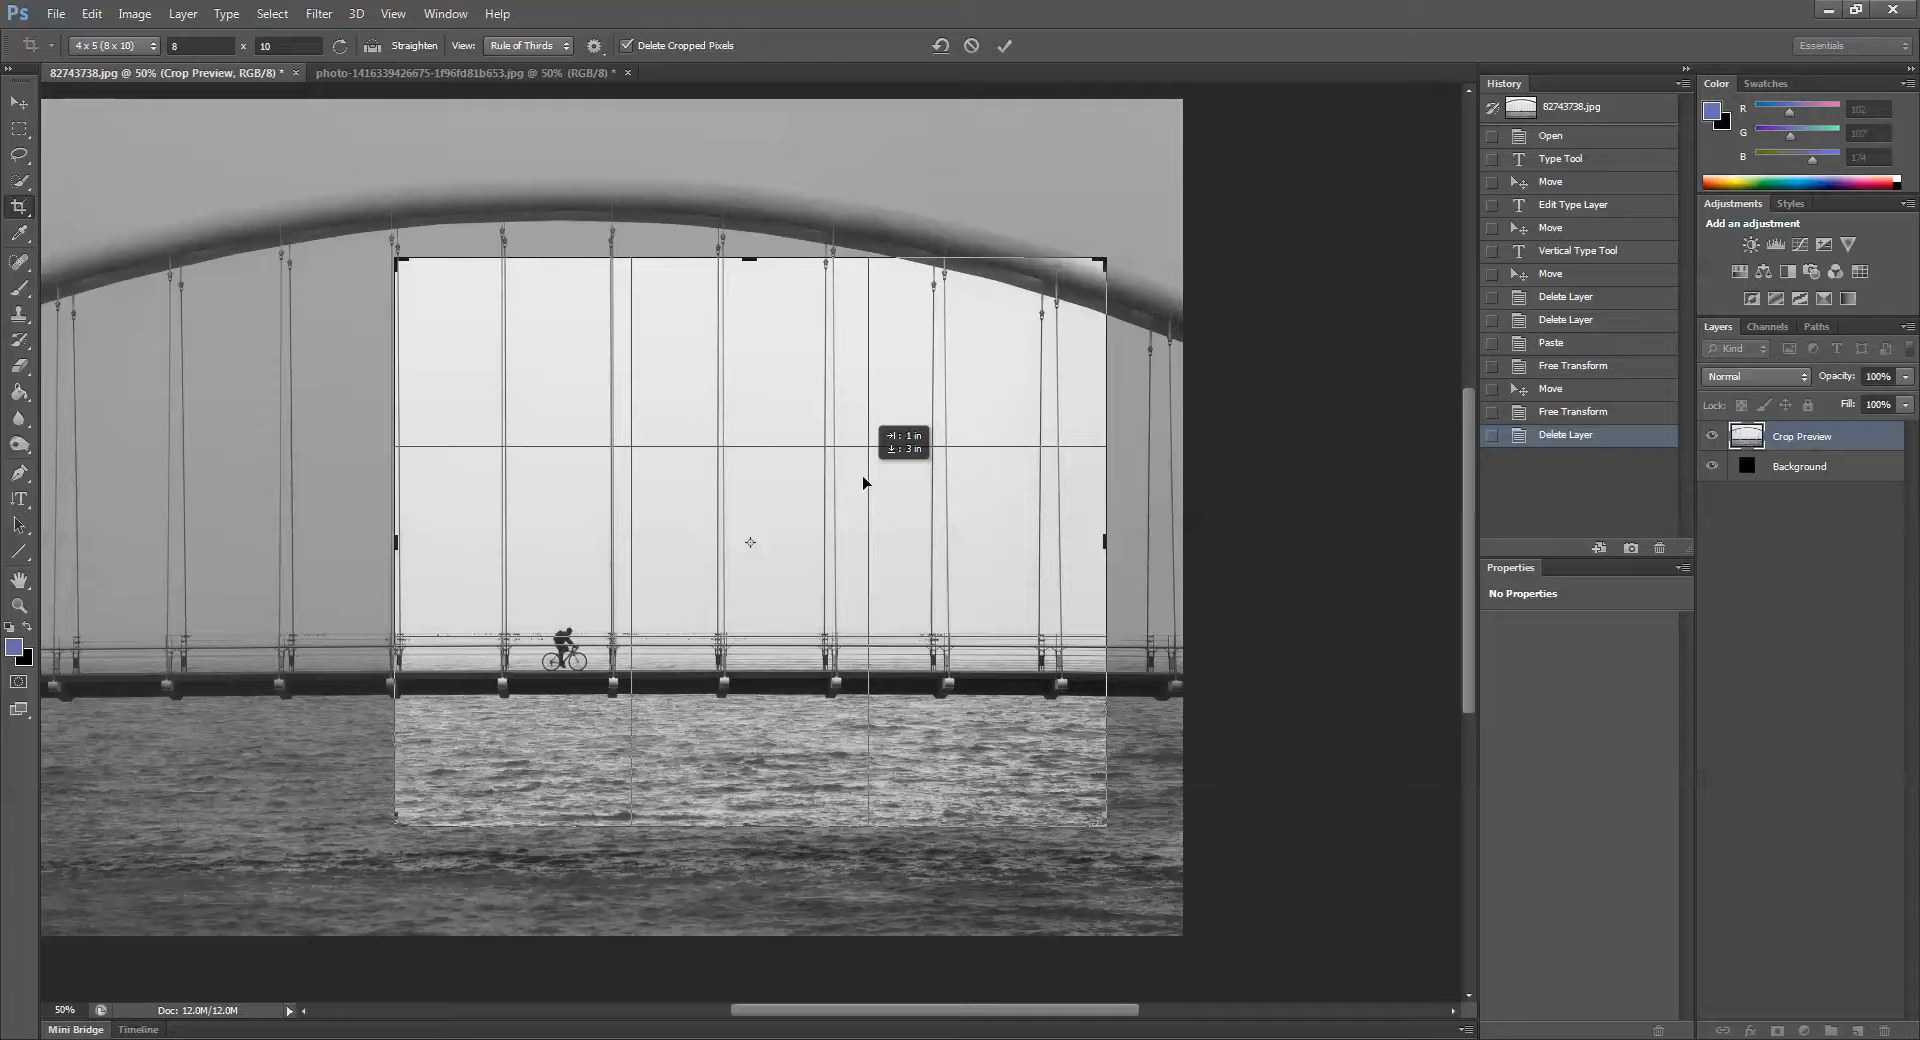 Ps File Edit Image Layer Type Select Filter 3D View Window Help
4 x 5 (8 x 10) 8 x 10 Straighten View: Rule of Thirds Delete Cropped Pixels Essentials
82743738.jpg @ 50% (Crop Preview, RGB/8) * × photo-1416339426675-1f96fd81b653.jpg @ 50% (RGB/8) * ×
History
82743738.jpg
Open
Type Tool
Move
Edit Type Layer
Move
Vertical Type Tool
Move
Delete Layer
Delete Layer
Paste
Free Transform
Move
Free Transform
Delete Layer
Properties
No Properties
Color Swatches
R 102
G 107
B 174
Adjustments Styles
Add an adjustment
Layers Channels Paths
Kind
Normal Opacity: 100%
Lock: Fill: 100%
Crop Preview
Background
: 1 in
: 3 in
50% Doc: 12.0M/12.0M
Mini Bridge Timeline